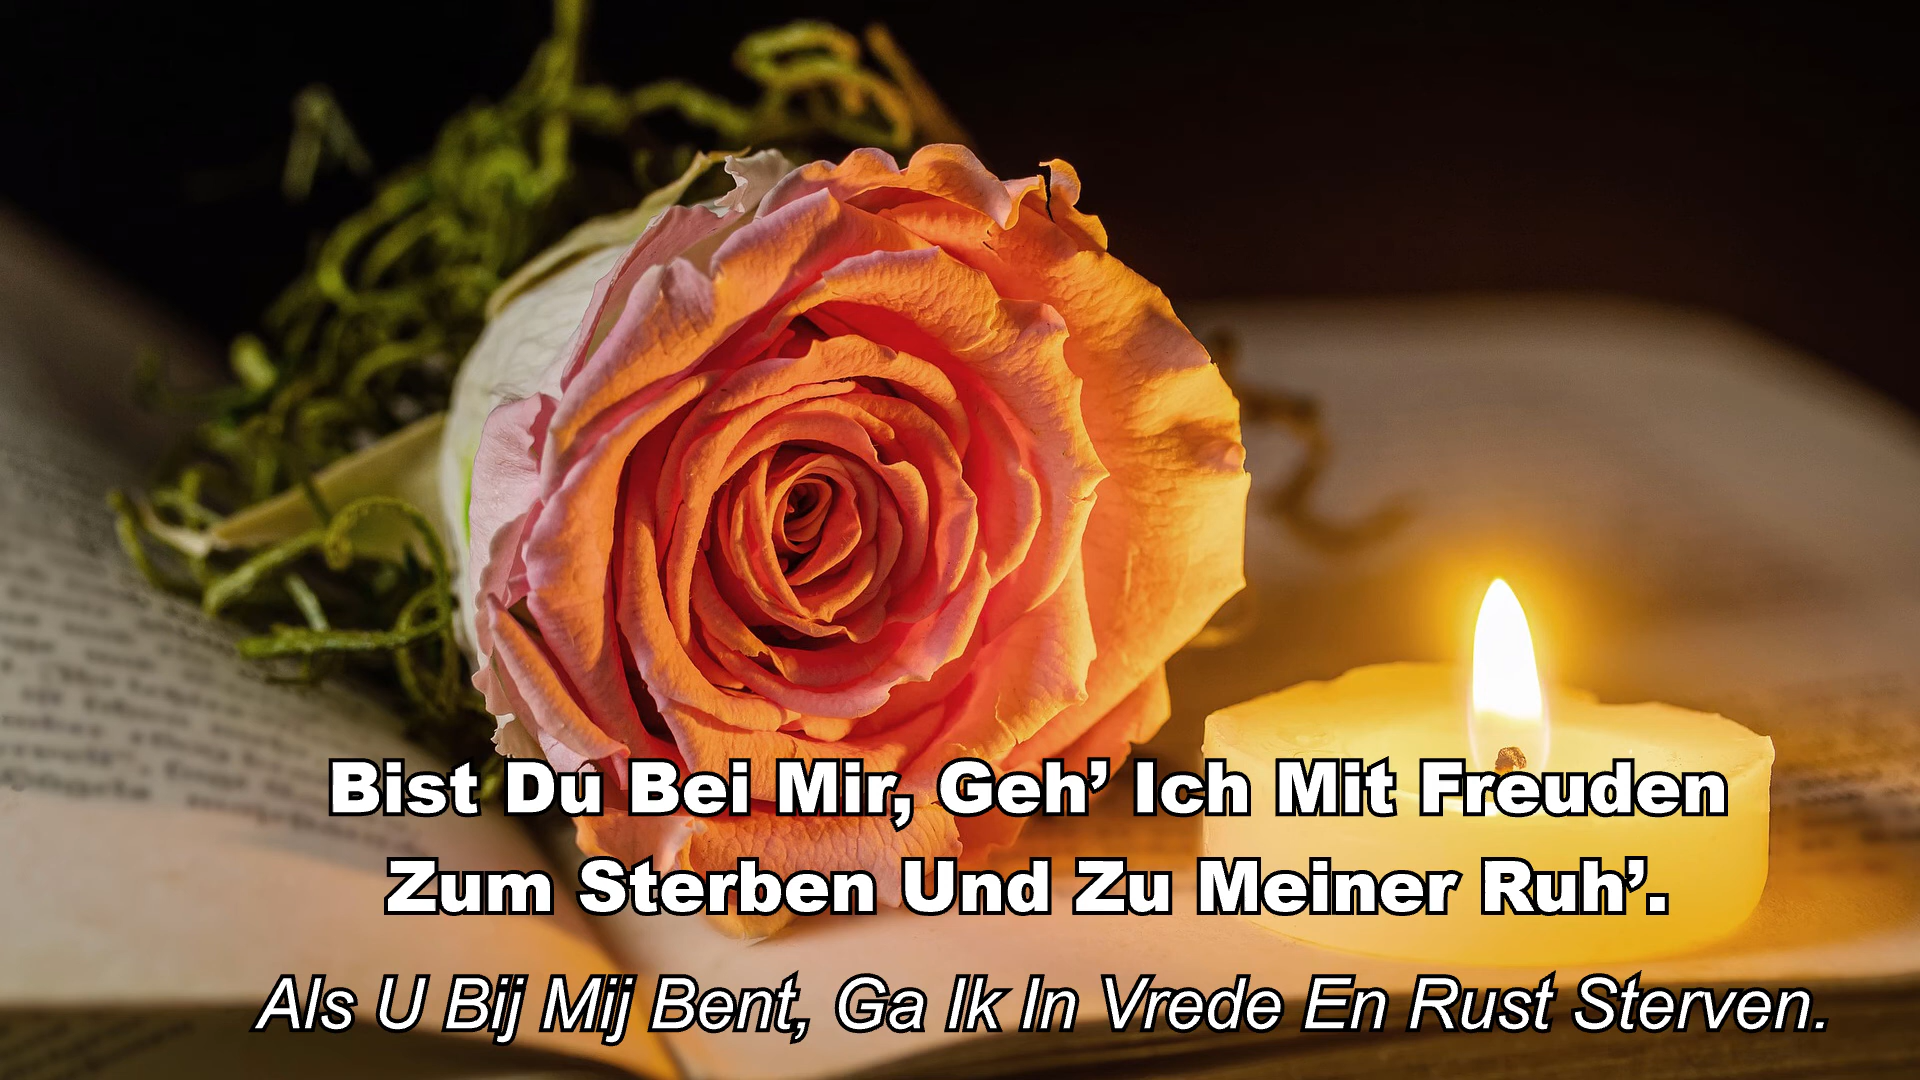 Bist Du Bei Mir, Geh’ Ich Mit Freuden
Zum Sterben Und Zu Meiner Ruh’.
Als U Bij Mij Bent, Ga Ik In Vrede En Rust Sterven.